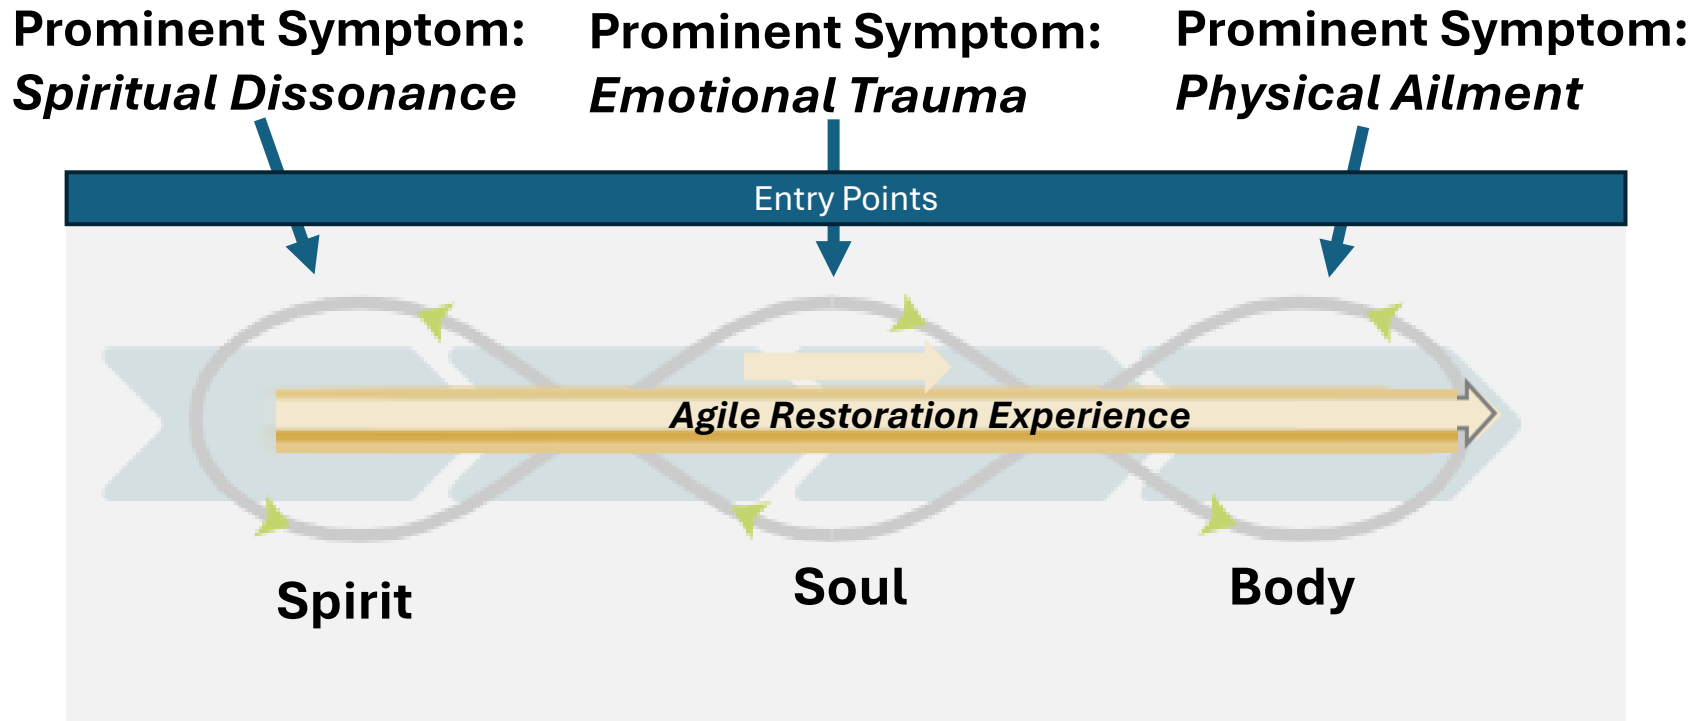 Prominent Symptom:
Spiritual Dissonance
Prominent Symptom:
Emotional Trauma
Prominent Symptom:
Physical Ailment
Entry Points
Agile Restoration Experience
Spirit
Soul
Body